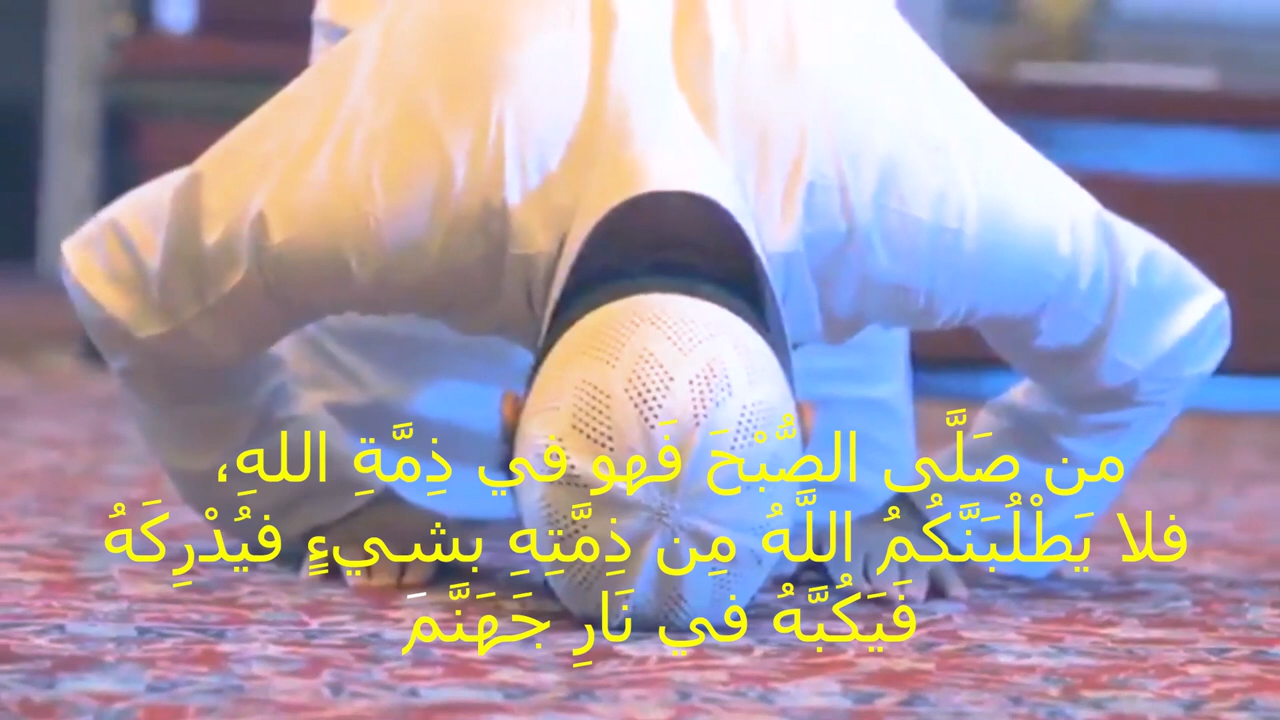 من صَلَّى الصُّبْحَ فَهو في ذِمَّةِ اللهِ،
فلا يَطْلُبَنَّكُمُ اللَّهُ مِن ذِمَّتِهِ بشيءٍ فيُدْرِكَهُ
فَيَكُبَّهُ في نَارِ جَهَنَّمَ